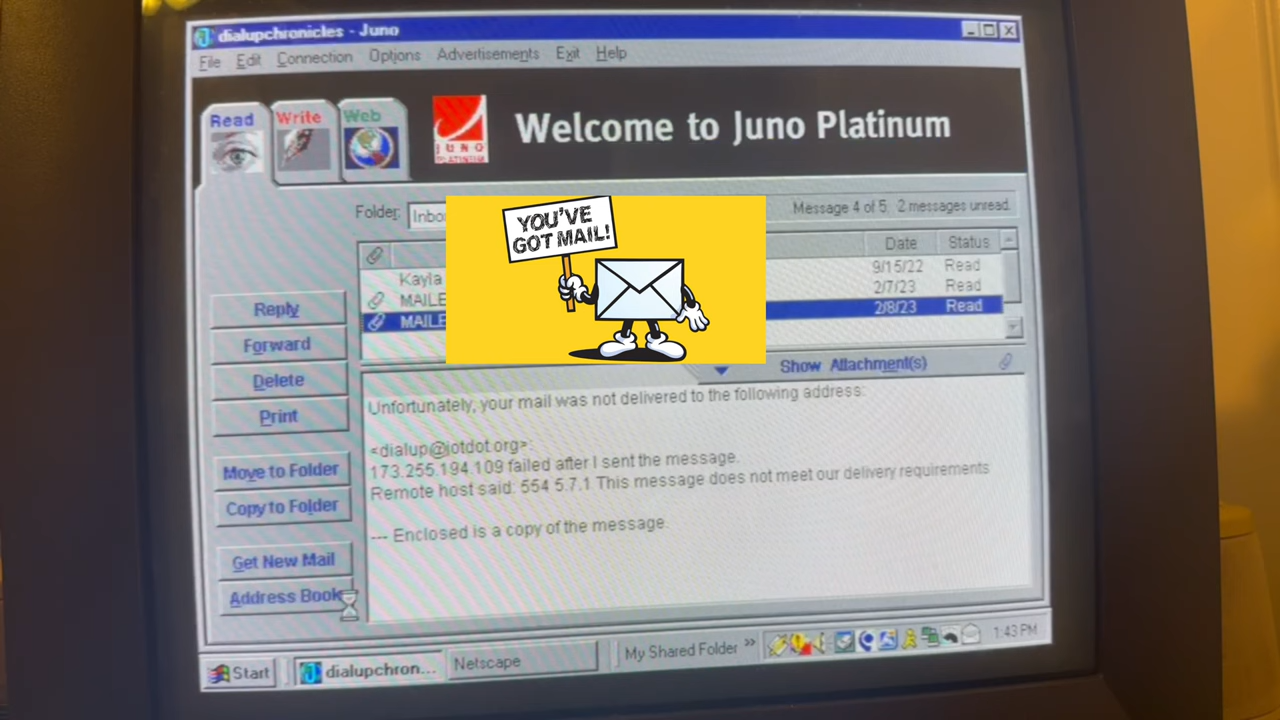 dialupchronicles - Juno
File Edit Connection Options Advertisements Exit Help
Read Write Web
JUNO
PLATINUM
Welcome to Juno Platinum
Folder: Inbo
Message 4 of 5 2 messages unread.
YOU'VE
GOT MAIL!
Date Status
Kayla 9/15/22 Read
MAILE 2/7/23 Read
MAILE 2/8/23 Read
Show Attachment(s)
Reply
Forward
Delete
Print
Move to Folder
Copy to Folder
Get New Mail
Address Book
Unfortunately, your mail was not delivered to the following address:
<dialup@jotdot.org>:
173.255.194.109 failed after I sent the message.
Remote host said: 554 5.7.1 This message does not meet our delivery requirements
--- Enclosed is a copy of the message.
Start dialupchron... Netscape My Shared Folder » 1:43 PM